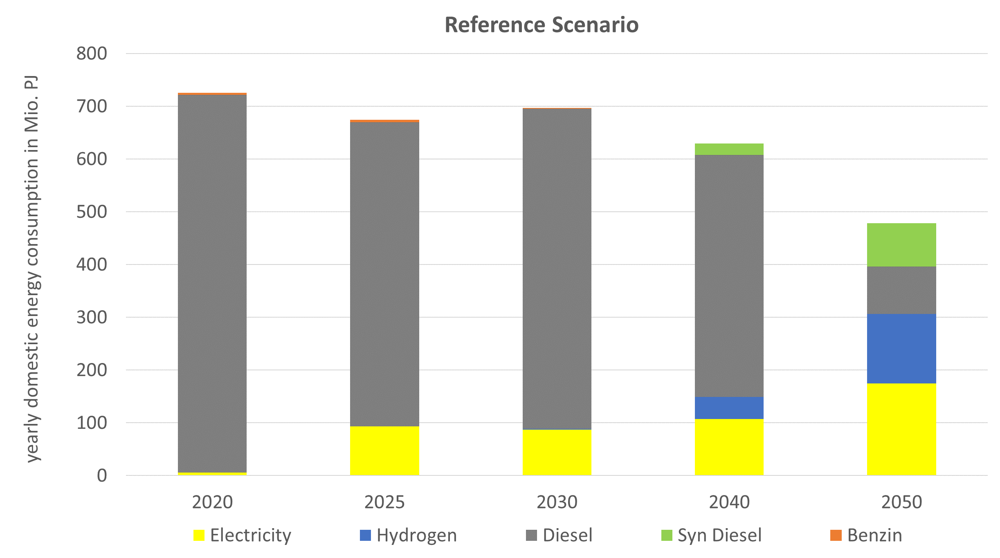 Reference Scenario
yearly domestic energy consumption in Mio. PJ
800
700
600
500
400
300
200
100
0
2020 2025 2030 2040 2050
Electricity Hydrogen Diesel Syn Diesel Benzin